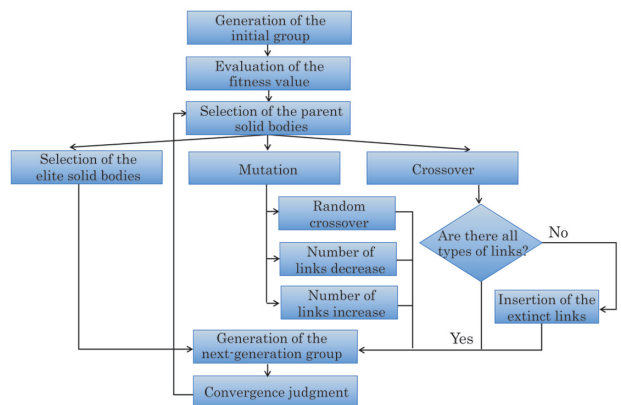 Generation of the
initial group
Evaluation of the
fitness value
Selection of the parent
solid bodies
Selection of the
elite solid bodies
Mutation
Crossover
Random
crossover
Number of
links decrease
Number of
links increase
Are there all
types of links?
No
Insertion of the
extinct links
Yes
Generation of the
next-generation group
Convergence judgment